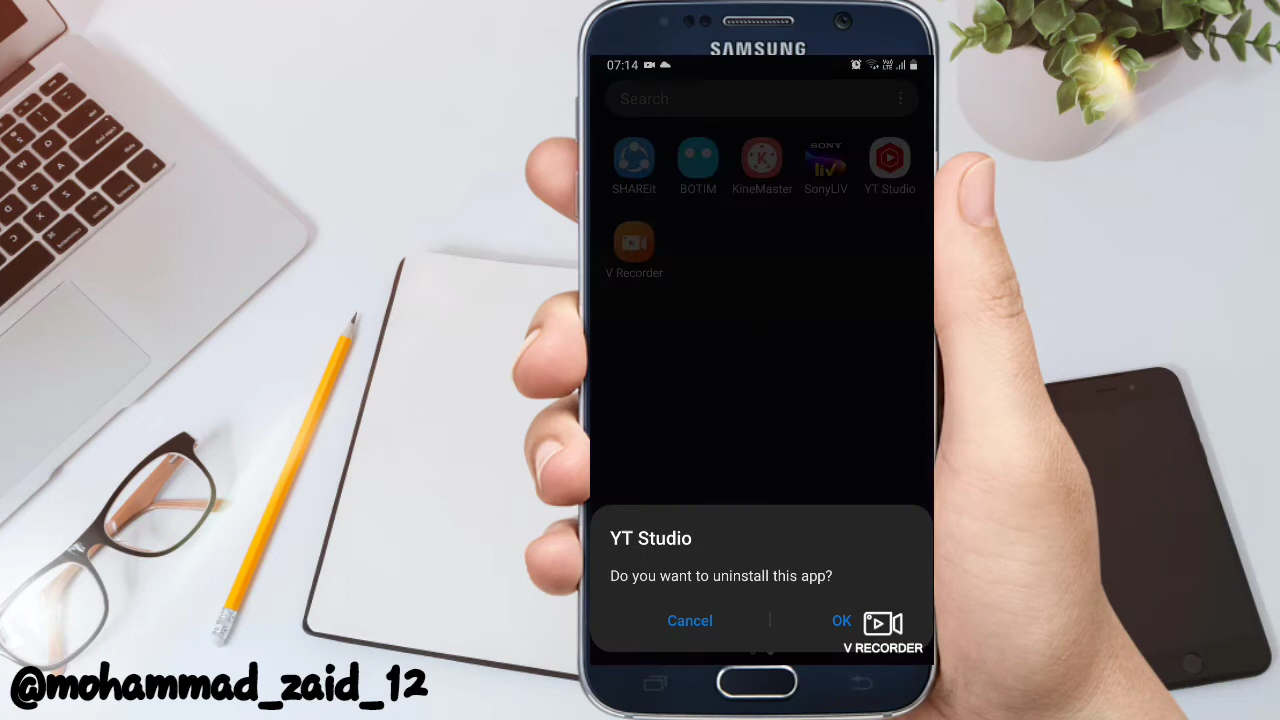 SAMSUNG
07:14
Search
SHAREit
BOTIM
KineMaster
SONY
liv
SonyLIV
YT Studio
V Recorder
YT Studio
Do you want to uninstall this app?
Cancel
OK
V RECORDER
@mohammad_zaid_12